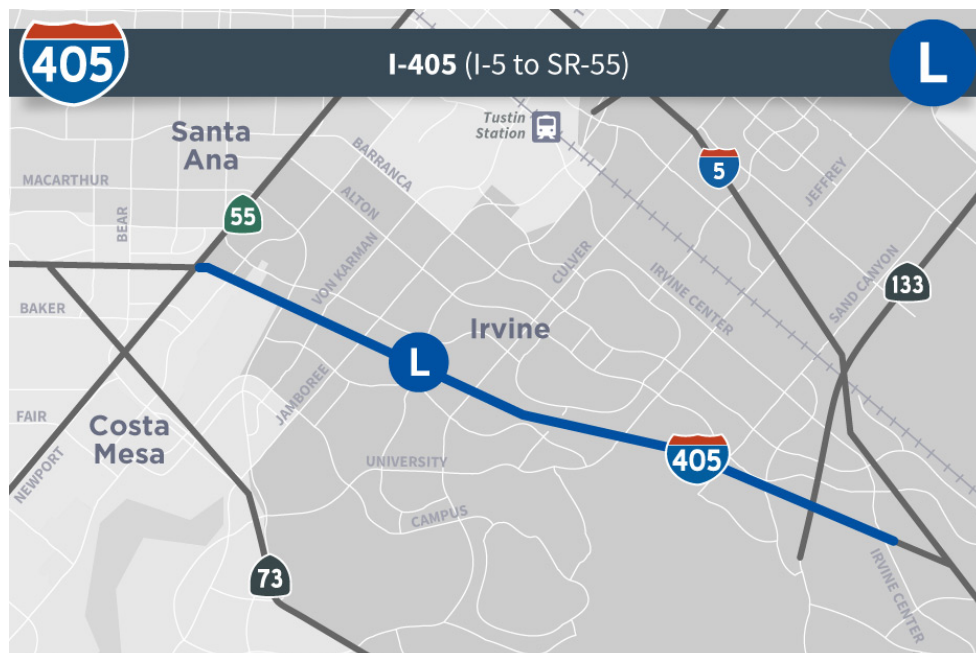 405
I-405 (I-5 to SR-55)
L
Santa
Ana
Tustin
Station
MACARTHUR
BEAR
55
BARRANCA
ALTON
5
JEFFREY
VON KARMAN
CULVER
IRVINE CENTER
SAND CANYON
133
BAKER
Irvine
L
JAMBOREE
FAIR
Costa
Mesa
NEWPORT
UNIVERSITY
405
CAMPUS
73
IRVINE CENTER